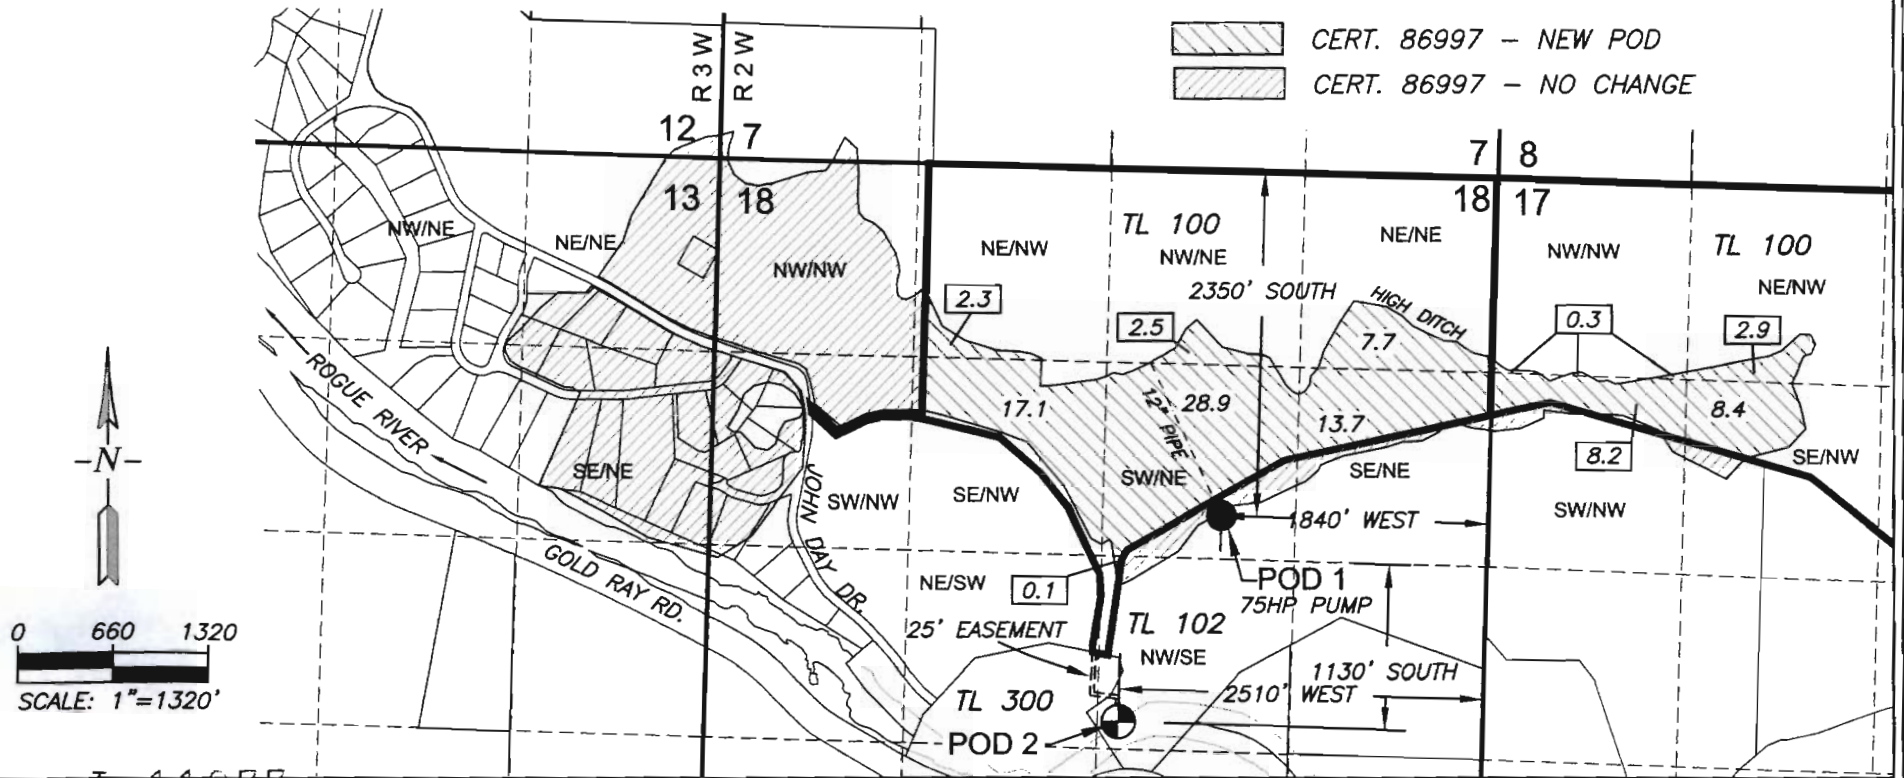 CERT. 86997 – NEW POD
CERT. 86997 – NO CHANGE
R 3 W
R 2 W
12
7
7
8
13
18
18
17
NW/NE
NE/NE
NW/NW
NE/NW
TL 100
NW/NE
NE/NE
NW/NW
TL 100
NE/NW
2350' SOUTH
HIGH DITCH
2.3
2.5
7.7
0.3
2.9
ROGUE RIVER
17.1
12" PIPE
28.9
13.7
8.4
8.2
N
SE/NE
SW/NW
SE/NW
SW/NE
SE/NE
SW/NW
SE/NW
JOHN DAY DR.
1840' WEST
GOLD RAY RD.
NE/SW
0.1
POD 1
75HP PUMP
25' EASEMENT
TL 102
NW/SE
1130' SOUTH
2510' WEST
TL 300
POD 2
0 660 1320
SCALE: 1"=1320'